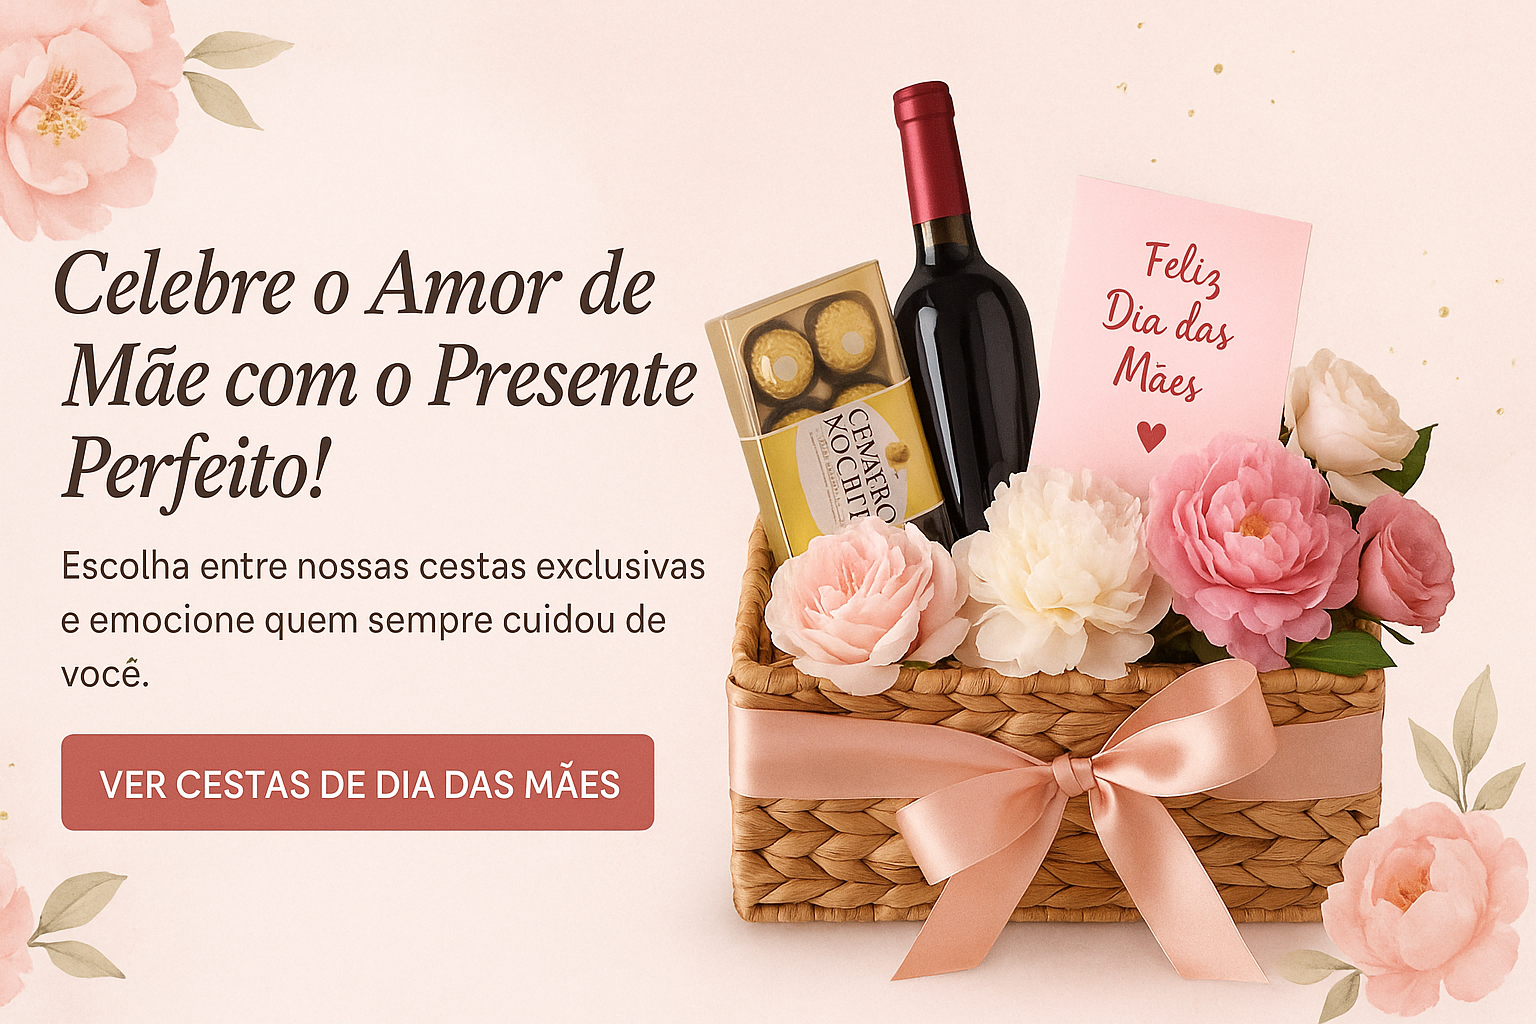 Celebre o Amor de
Mãe com o Presente
Perfeito!
Escolha entre nossas cestas exclusivas
e emocione quem sempre cuidou de
você.
VER CESTAS DE DIA DAS MÃES
Feliz
Dia das
Mães